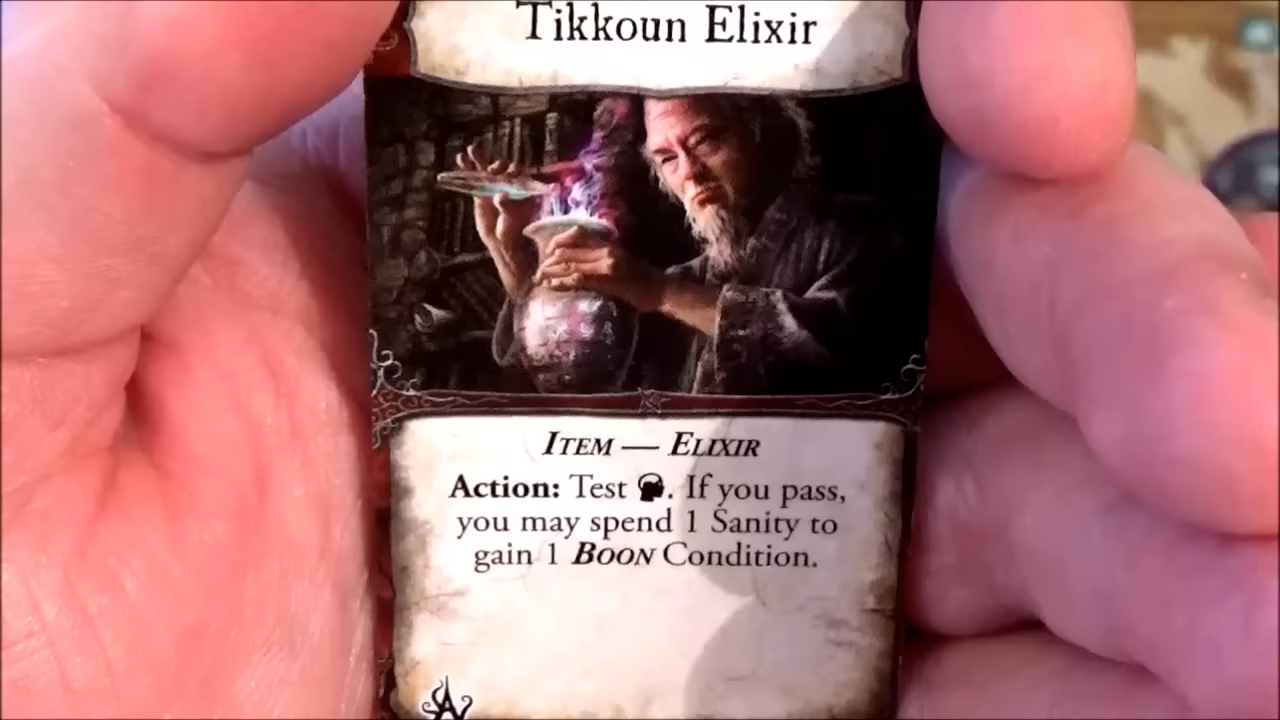 Tikkoun Elixir
ITEM — ELIXIR
Action: Test . If you pass,
you may spend 1 Sanity to
gain 1 BOON Condition.